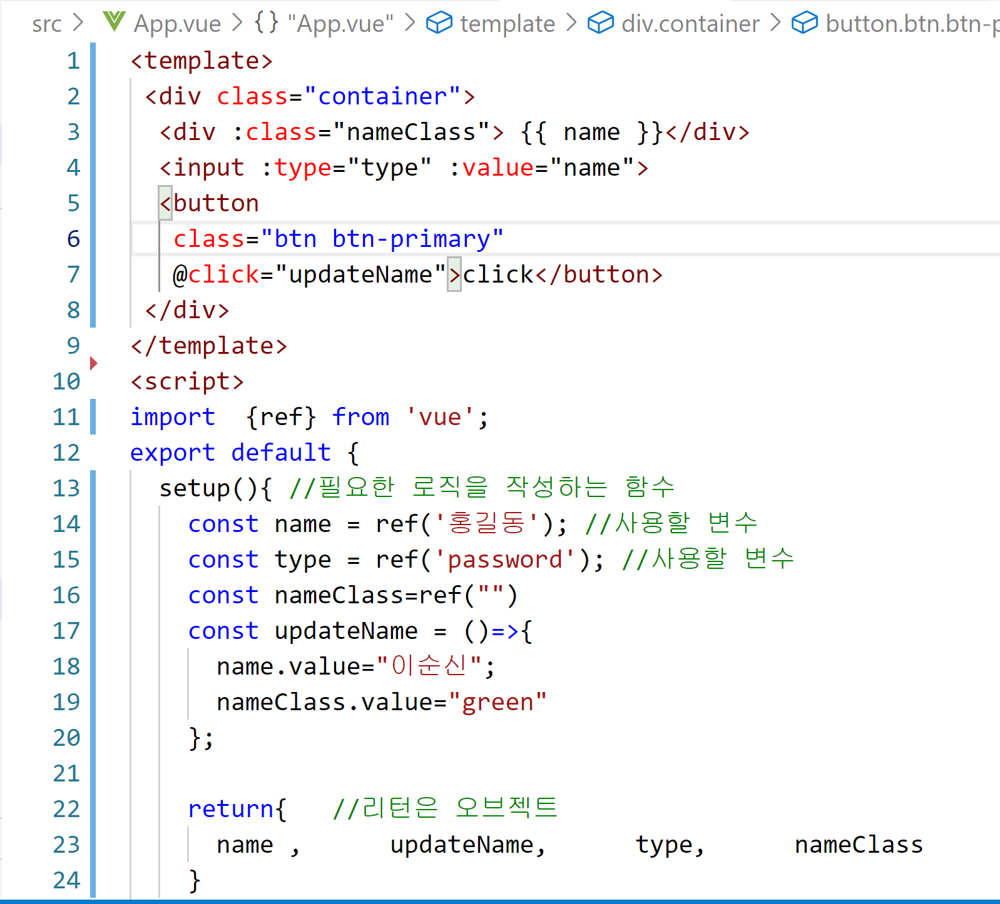 src > App.vue > {} "App.vue" > template > div.container > button.btn.btn-p
1 <template>
2 <div class="container">
3 <div :class="nameClass"> {{ name }}</div>
4 <input :type="type" :value="name">
5 <button
6 class="btn btn-primary"
7 @click="updateName">click</button>
8 </div>
9 </template>
10 <script>
11 import  {ref} from 'vue';
12 export default {
13 setup(){ //필요한 로직을 작성하는 함수
14 const name = ref('홍길동'); //사용할 변수
15 const type = ref('password'); //사용할 변수
16 const nameClass=ref("")
17 const updateName = ()=>{
18 name.value="이순신";
19 nameClass.value="green"
20 };
21
22 return{   //리턴은 오브젝트
23 name ,      updateName,      type,      nameClass
24 }